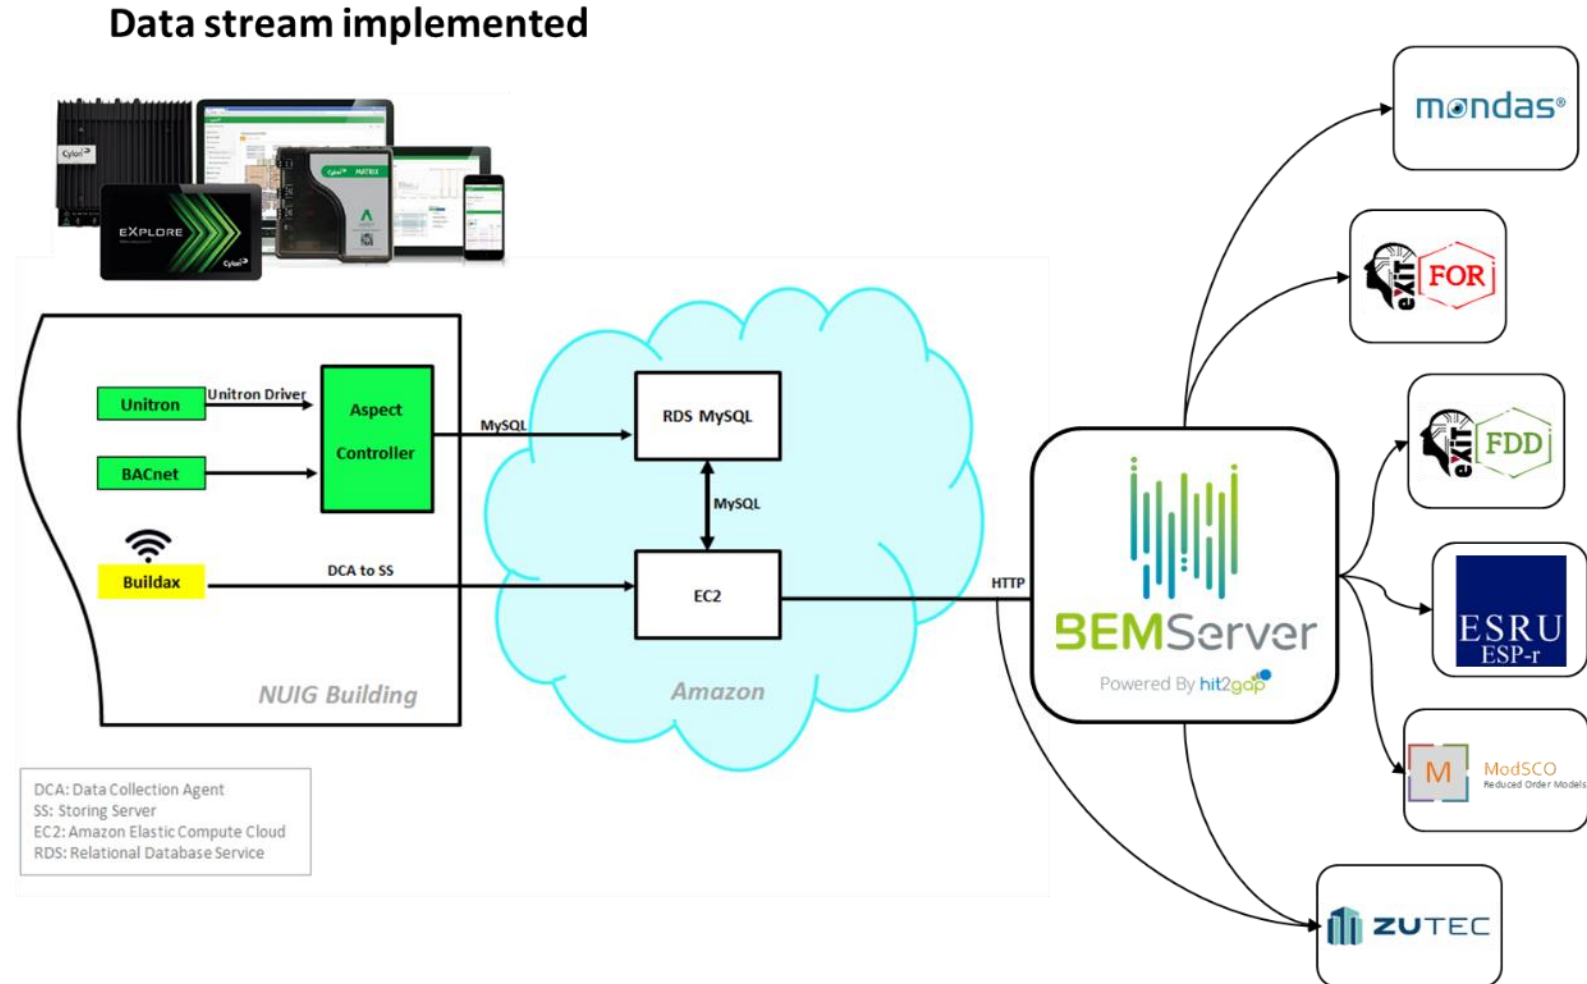 Data stream implemented
mondas®
Cylon
Cylon MATRIX
EXPLORE
Cylon
eXiT
FOR
Unitron
Unitron Driver
Aspect
Controller
BACnet
MySQL
RDS MySQL
MySQL
eXiT
FDD
Buildax
DCA to SS
EC2
HTTP
BEMServer
Powered By hit2gap
ESRU
ESP-r
NUIG Building
Amazon
M
ModSCO
Reduced Order Models
DCA: Data Collection Agent
SS: Storing Server
EC2: Amazon Elastic Compute Cloud
RDS: Relational Database Service
ZUTEC